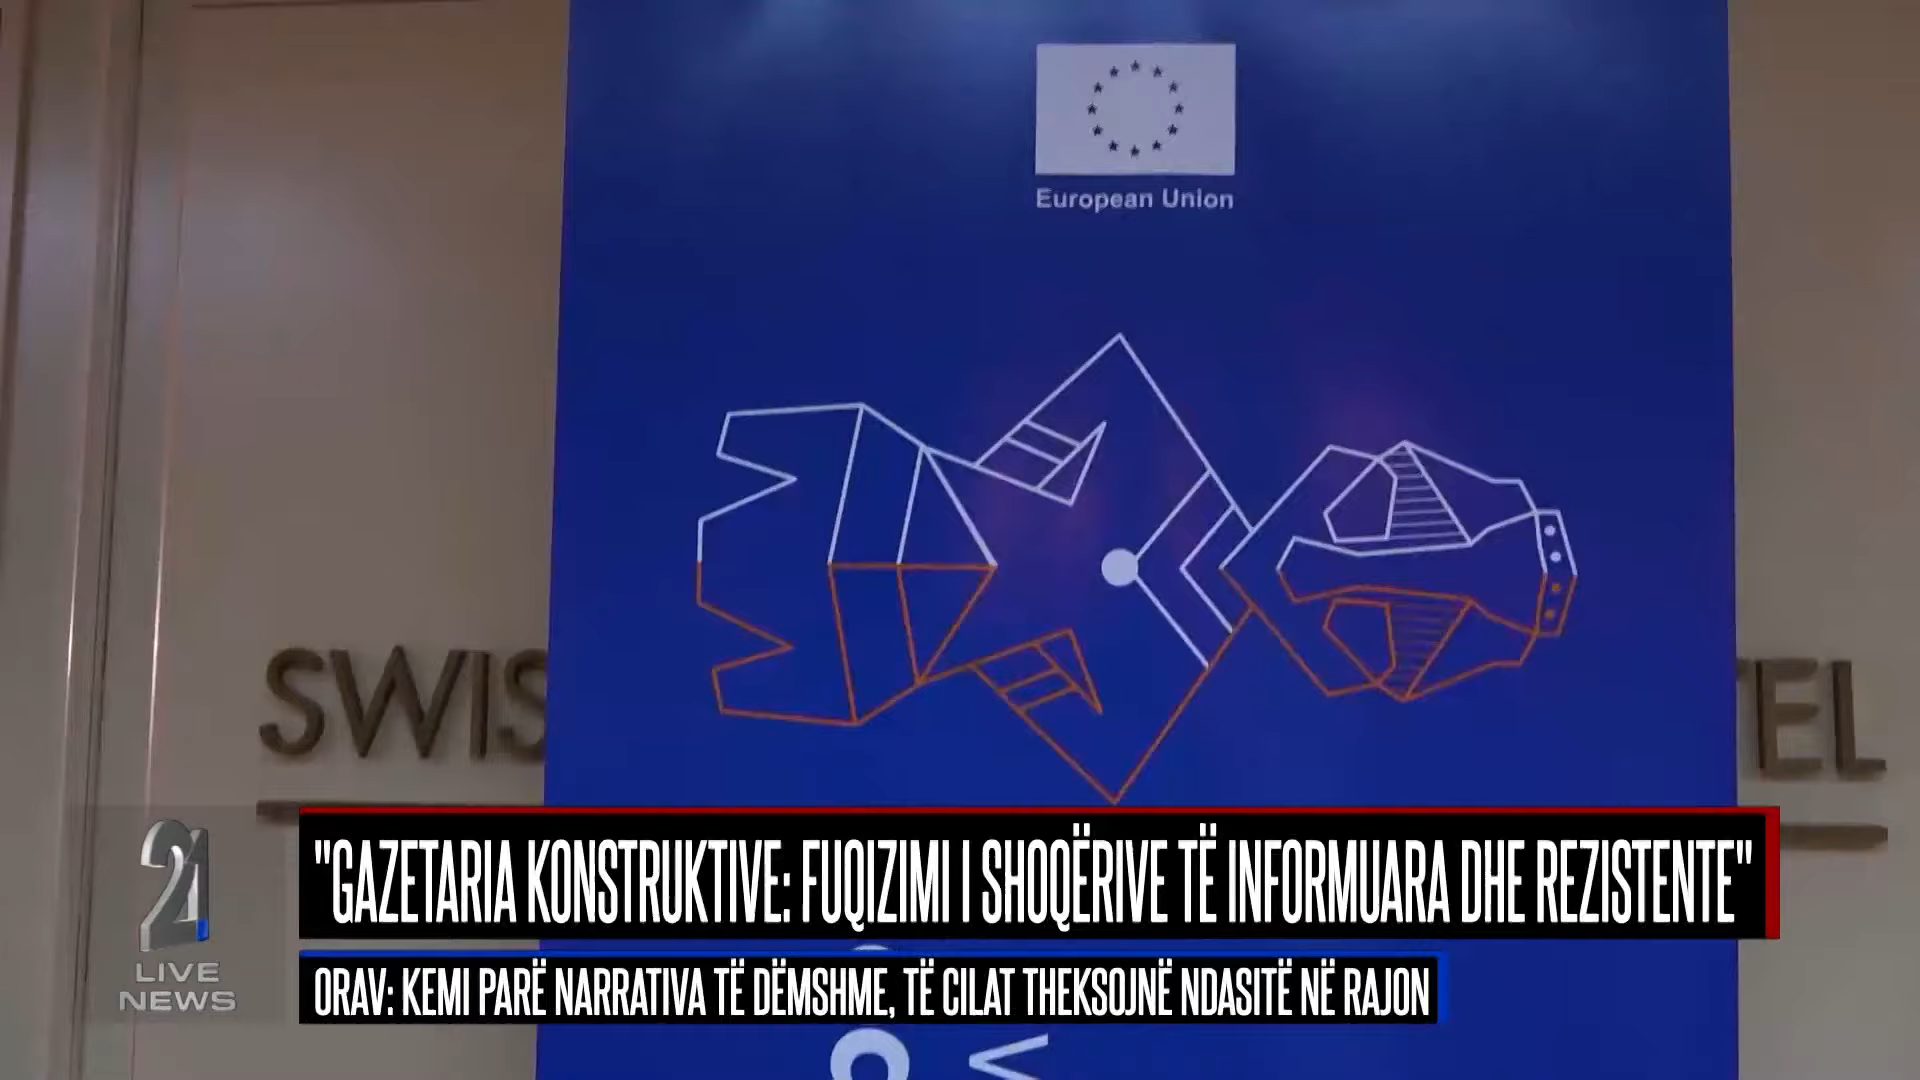 European Union
SWIS
TEL
"GAZETARIA KONSTRUKTIVE: FUQIZIMI I SHOQËRIVE TË INFORMUARA DHE REZISTENTE"
21
LIVE
NEWS
ORAV: KEMI PARË NARRATIVA TË DËMSHME, TË CILAT THEKSOJNË NDASITË NË RAJON